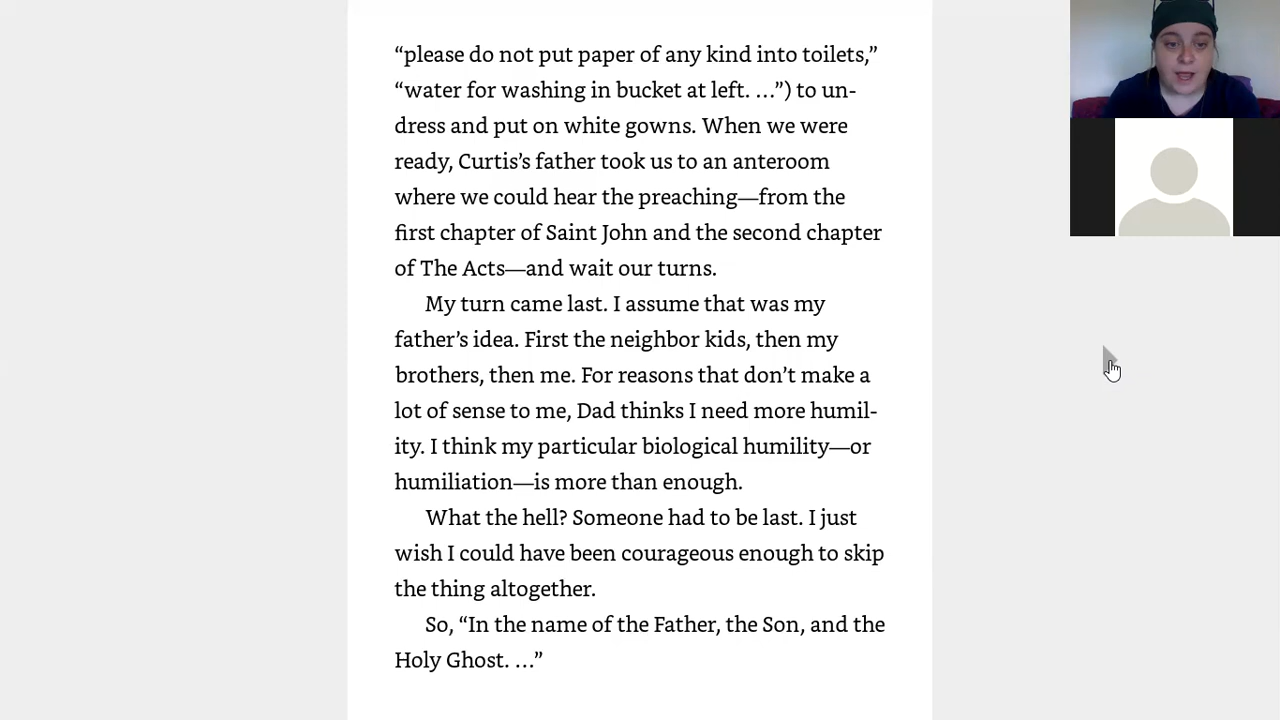 “please do not put paper of any kind into toilets,”
“water for washing in bucket at left. …”) to un-
dress and put on white gowns. When we were
ready, Curtis’s father took us to an anteroom
where we could hear the preaching—from the
first chapter of Saint John and the second chapter
of The Acts—and wait our turns.
My turn came last. I assume that was my
father’s idea. First the neighbor kids, then my
brothers, then me. For reasons that don’t make a
lot of sense to me, Dad thinks I need more humil-
ity. I think my particular biological humility—or
humiliation—is more than enough.
What the hell? Someone had to be last. I just
wish I could have been courageous enough to skip
the thing altogether.
So, “In the name of the Father, the Son, and the
Holy Ghost. …”